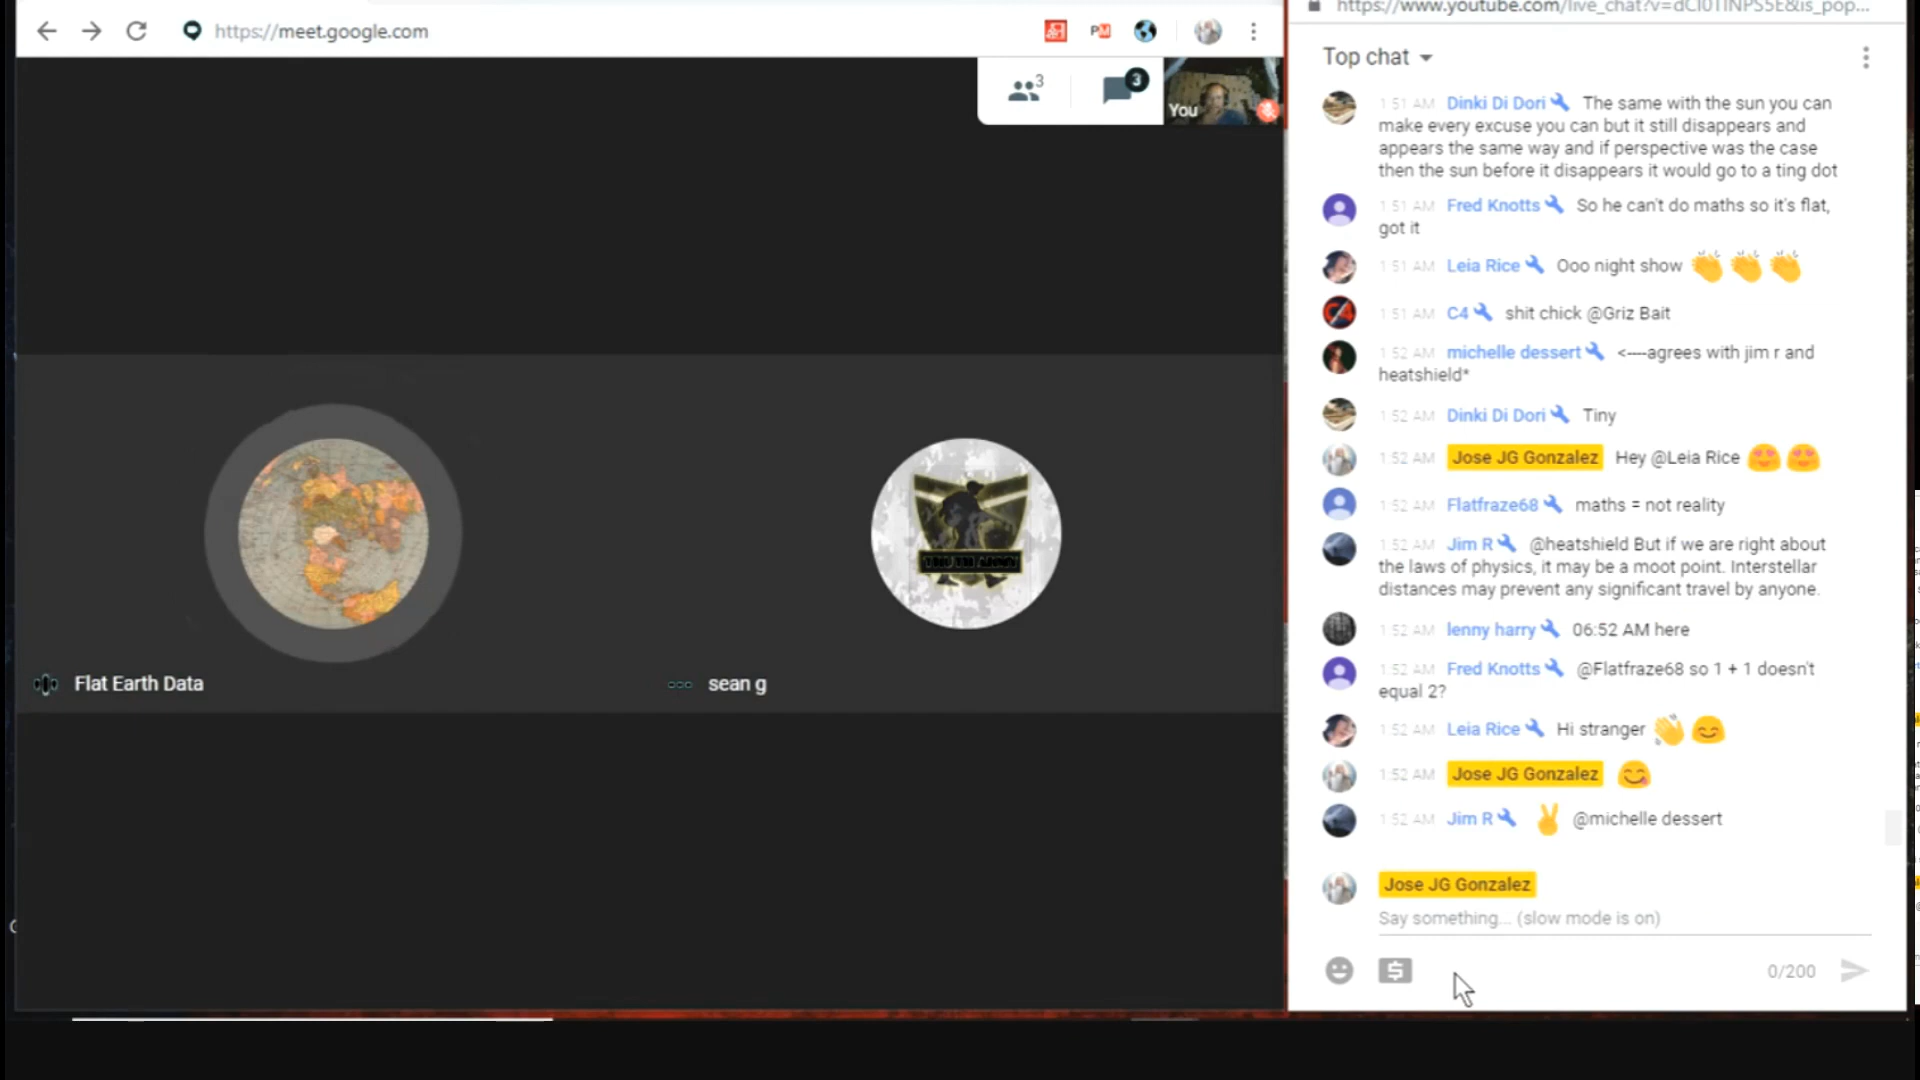 https://meet.google.com
3
3
You
Flat Earth Data
sean g
Top chat
1:51 AM Dinki Di Dori The same with the sun you can
make every excuse you can but it still disappears and
appears the same way and if perspective was the case
then the sun before it disappears it would go to a ting dot
1:51 AM Fred Knotts So he can't do maths so it's flat,
got it
1:51 AM Leia Rice Ooo night show 👏 👏 👏
1:51 AM C4 shit chick @Griz Bait
1:52 AM michelle dessert <----agrees with jim r and
heatshield*
1:52 AM Dinki Di Dori Tiny
1:52 AM Jose JG Gonzalez Hey @Leia Rice 😍 😍
1:52 AM Flatfraze68 maths = not reality
1:52 AM Jim R @heatshield But if we are right about
the laws of physics, it may be a moot point. Interstellar
distances may prevent any significant travel by anyone.
1:52 AM lenny harry 06:52 AM here
1:52 AM Fred Knotts @Flatfraze68 so 1 + 1 doesn't
equal 2?
1:52 AM Leia Rice Hi stranger 👋 😊
1:52 AM Jose JG Gonzalez 😋
1:52 AM Jim R ✌ @michelle dessert
Jose JG Gonzalez
Say something... (slow mode is on)
0/200